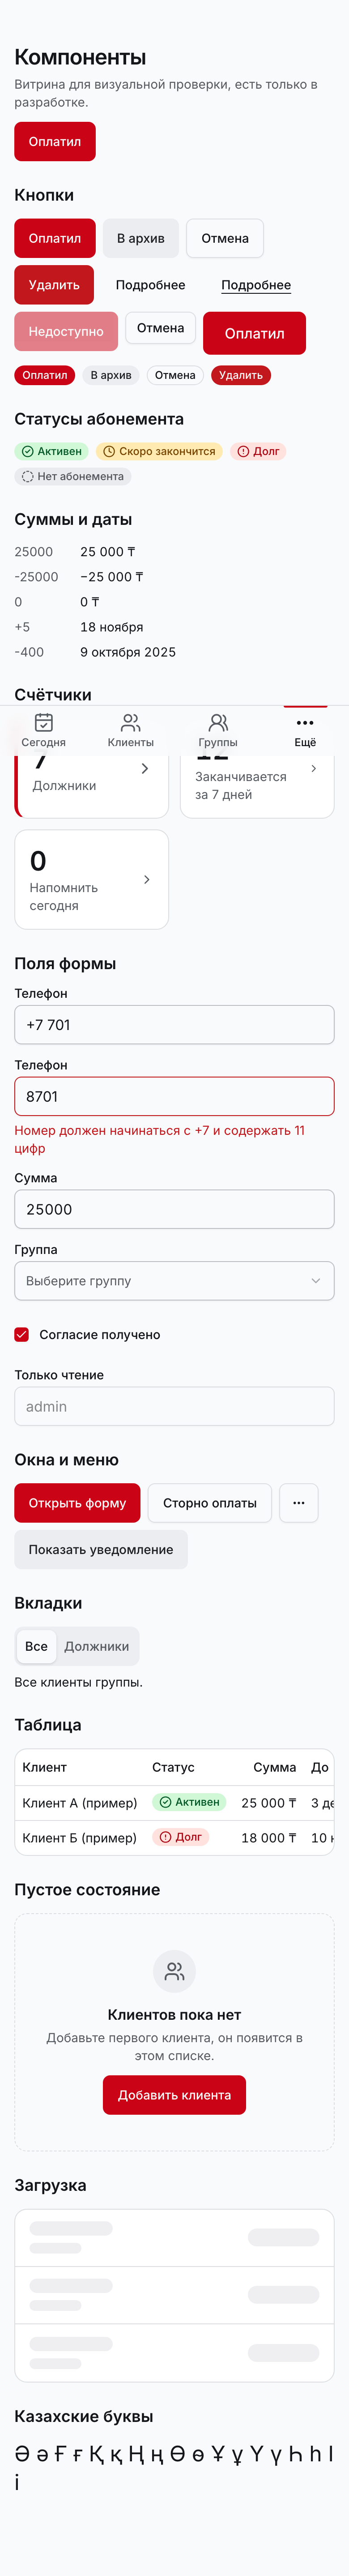 Компоненты
Витрина для визуальной проверки, есть только в
разработке.
Оплатил
Кнопки
Оплатил В архив Отмена
Удалить Подробнее Подробнее
Недоступно Отмена Оплатил
Оплатил В архив Отмена Удалить
Статусы абонемента
Активен Скоро закончится Долг
Нет абонемента
Суммы и даты
25000 25 000 ₸
-25000 −25 000 ₸
0 0 ₸
+5 18 ноября
-400 9 октября 2025
Счётчики
Сегодня Клиенты Группы Ещё
7
Должники
Заканчивается
за 7 дней
0
Напомнить
сегодня
Поля формы
Телефон
+7 701
Телефон
8701
Номер должен начинаться с +7 и содержать 11
цифр
Сумма
25000
Группа
Выберите группу
Согласие получено
Только чтение
admin
Окна и меню
Открыть форму Сторно оплаты
Показать уведомление
Вкладки
Все Должники
Все клиенты группы.
Таблица
Клиент Статус Сумма До
Клиент А (пример) Активен 25 000 ₸ 3 де
Клиент Б (пример) Долг 18 000 ₸ 10
Пустое состояние
Клиентов пока нет
Добавьте первого клиента, он появится в
этом списке.
Добавить клиента
Загрузка
Казахские буквы
Ә ә Ғ ғ Қ қ Ң ң Ө ө Ұ ұ Ү ү Һ һ І
і